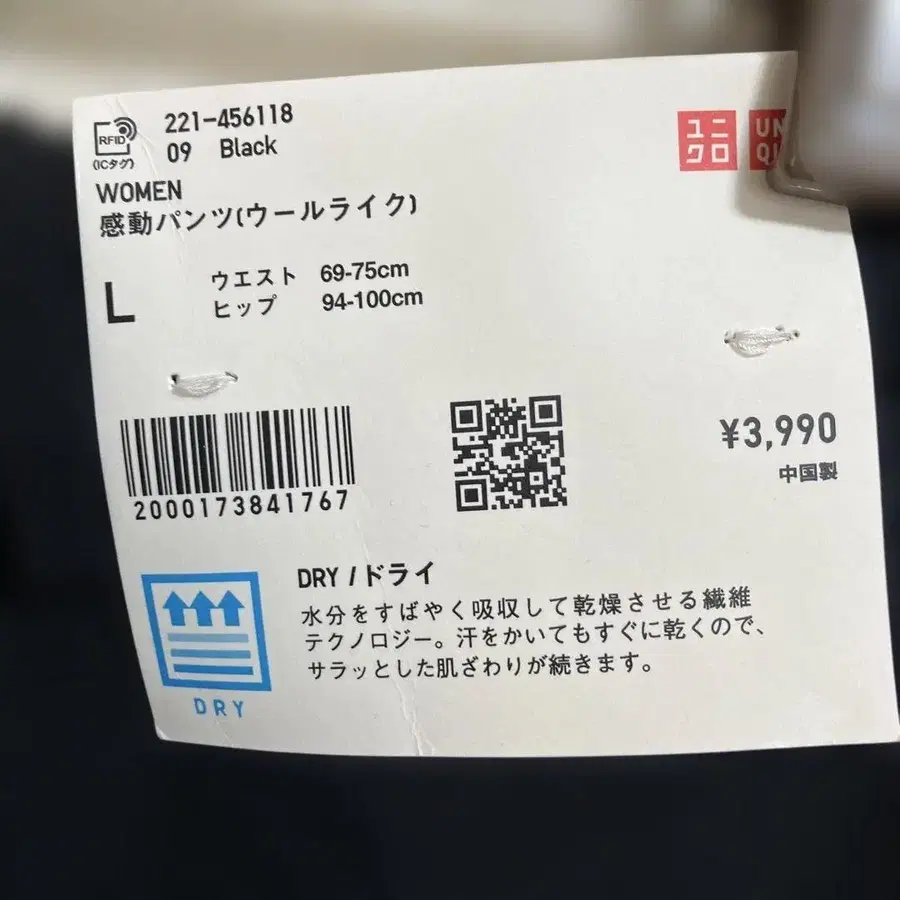 RFID
(ICタグ)
221-456118
09 Black
ユニ
クロ
UN
QL
WOMEN
感動パンツ(ウールライク)
L
ウエスト 69-75cm
ヒップ 94-100cm
2000173841767
¥3,990
中国製
DRY
DRY / ドライ
水分をすばやく吸収して乾燥させる繊維
テクノロジー。汗をかいてもすぐに乾くので、
サラッとした肌ざわりが続きます。